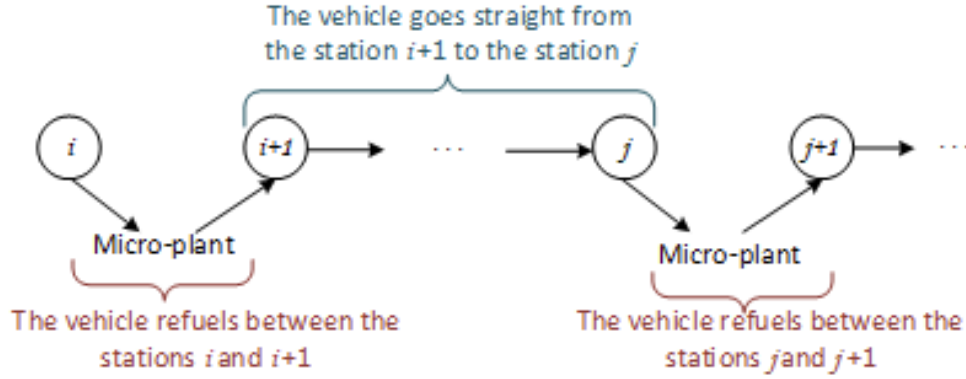 The vehicle goes straight from
the station i+1 to the station j
i
i+1
...
j
j+1
...
Micro-plant
Micro-plant
The vehicle refuels between the
stations i and i+1
The vehicle refuels between the
stations j and j+1